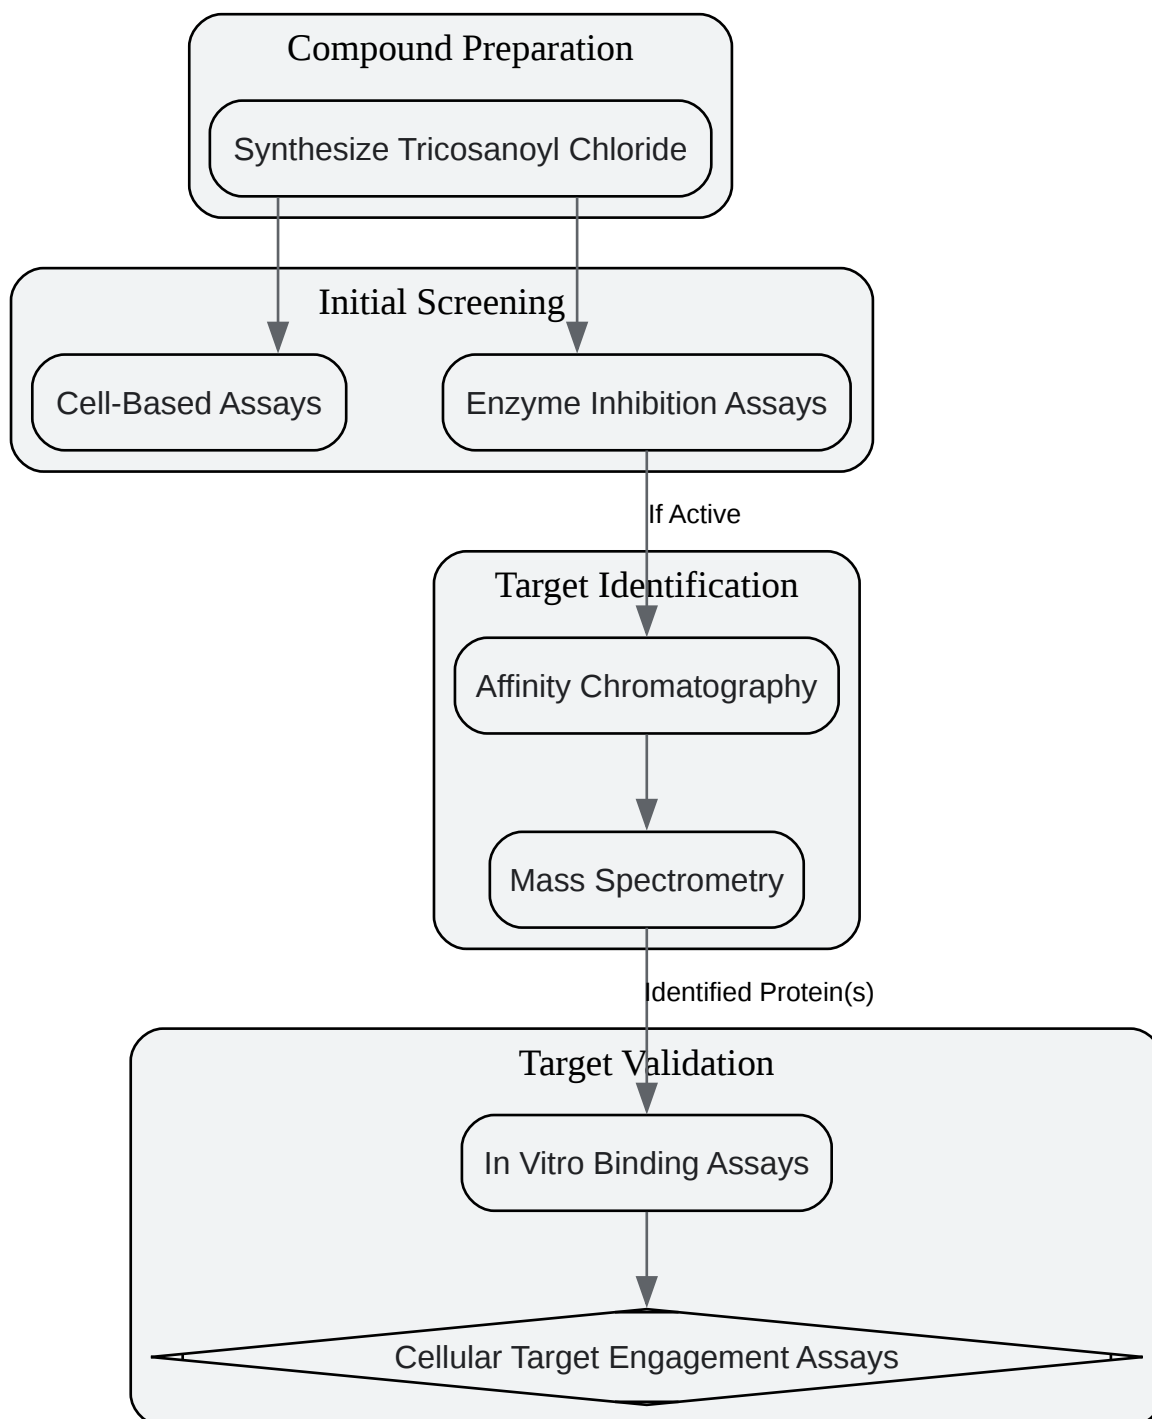 Compound Preparation
Synthesize Tricosanoyl Chloride
Initial Screening
Cell-Based Assays
Enzyme Inhibition Assays
If Active
Target Identification
Affinity Chromatography
Mass Spectrometry
Identified Protein(s)
Target Validation
In Vitro Binding Assays
Cellular Target Engagement Assays